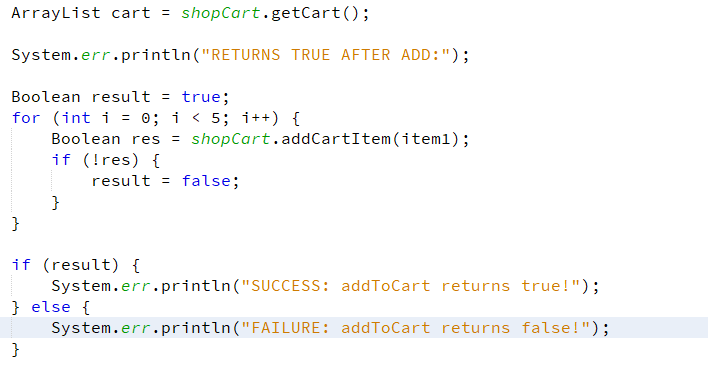 ArrayList cart = shopCart.getCart();
System.err.println("RETURNS TRUE AFTER ADD:");
Boolean result = true;
for (int i = 0; i < 5; i++) {
    Boolean res = shopCart.addCartItem(item1);
    if (!res) {
        result = false;
    }
}
if (result) {
    System.err.println("SUCCESS: addToCart returns true!");
} else {
    System.err.println("FAILURE: addToCart returns false!");
}